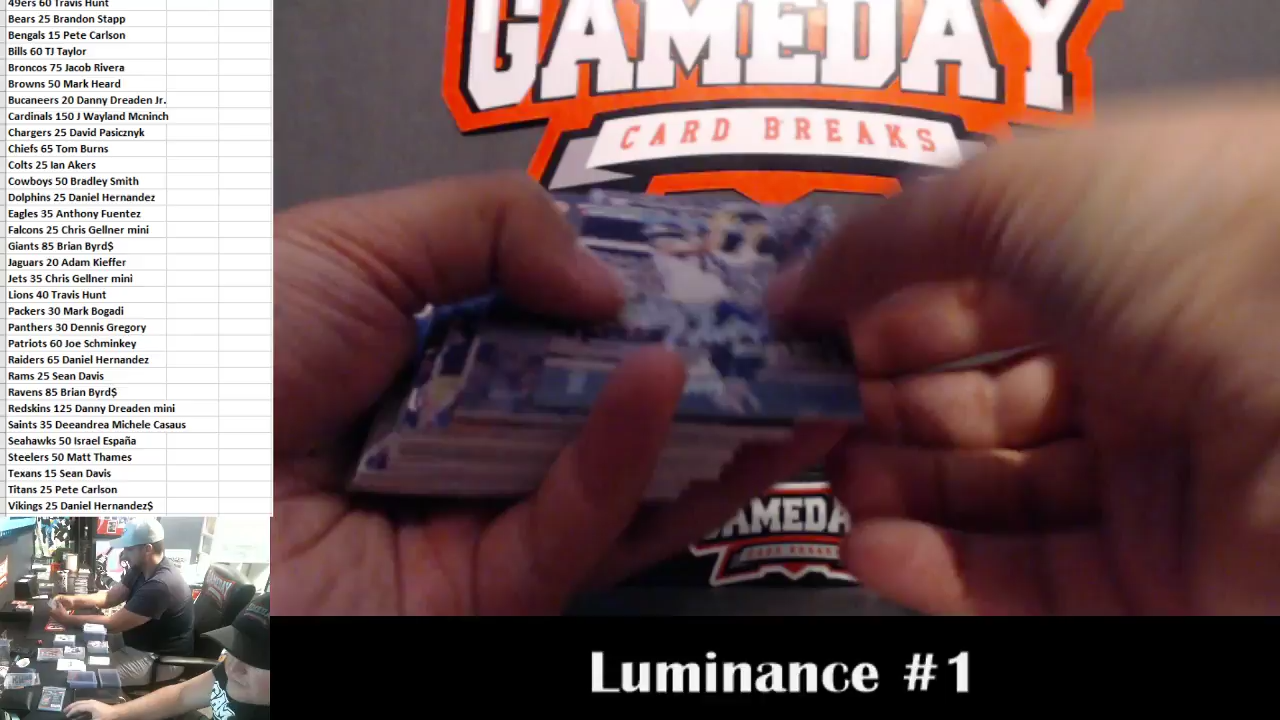 49ers 60 Travis Hunt
Bears 25 Brandon Stapp
Bengals 15 Pete Carlson
Bills 60 TJ Taylor
Broncos 75 Jacob Rivera
Browns 50 Mark Heard
Bucaneers 20 Danny Dreaden Jr.
Cardinals 150 J Wayland Mcninch
Chargers 25 David Pasicznyk
Chiefs 65 Tom Burns
Colts 25 Ian Akers
Cowboys 50 Bradley Smith
Dolphins 25 Daniel Hernandez
Eagles 35 Anthony Fuentez
Falcons 25 Chris Gellner mini
Giants 85 Brian Byrd$
Jaguars 20 Adam Kieffer
Jets 35 Chris Gellner mini
Lions 40 Travis Hunt
Packers 30 Mark Bogadi
Panthers 30 Dennis Gregory
Patriots 60 Joe Schminkey
Raiders 65 Daniel Hernandez
Rams 25 Sean Davis
Ravens 85 Brian Byrd$
Redskins 125 Danny Dreaden mini
Saints 35 Deeandrea Michele Casaus
Seahawks 50 Israel España
Steelers 50 Matt Thames
Texans 15 Sean Davis
Titans 25 Pete Carlson
Vikings 25 Daniel Hernandez$
GAMEDAY
CARD BREAKS
GAMEDA
Luminance #1